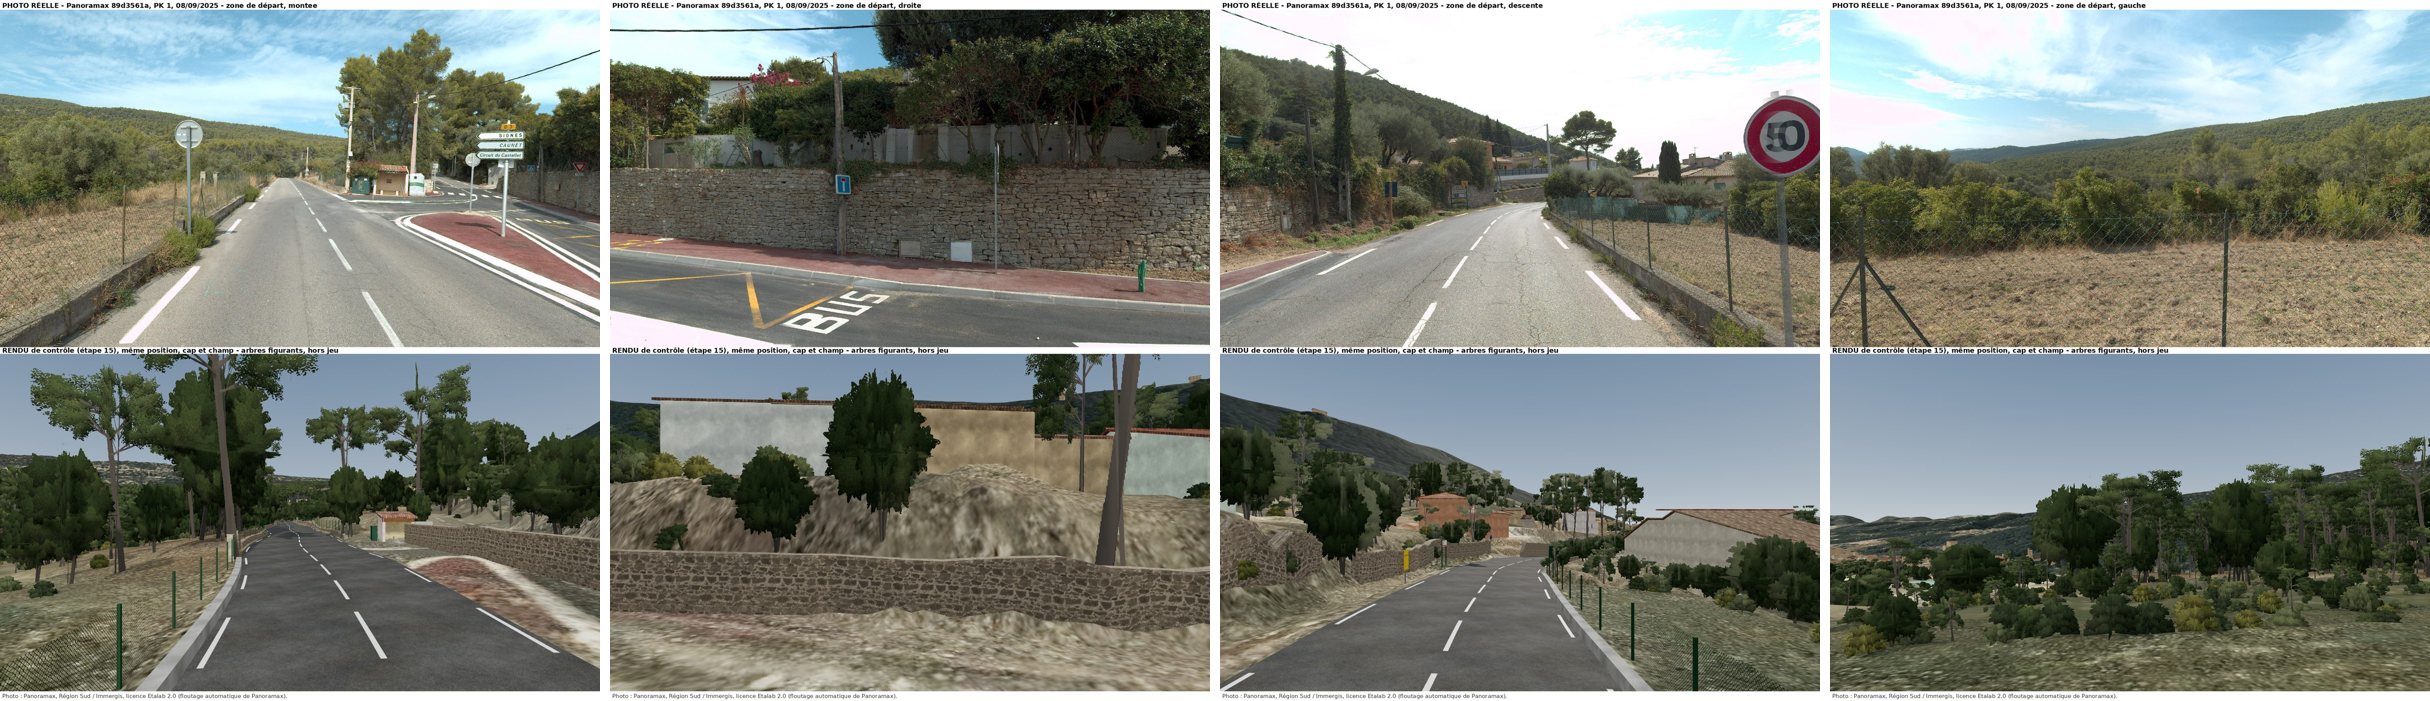 PHOTO RÉELLE - Panoramax 89d3561a, PK 1, 08/09/2025 - zone de départ, montee
PHOTO RÉELLE - Panoramax 89d3561a, PK 1, 08/09/2025 - zone de départ, droite
PHOTO RÉELLE - Panoramax 89d3561a, PK 1, 08/09/2025 - zone de départ, descente
PHOTO RÉELLE - Panoramax 89d3561a, PK 1, 08/09/2025 - zone de départ, gauche
SIGNES
CAUNET
Circuit du Castellet
BUS
50
RENDU de contrôle (étape 15), même position, cap et champ - arbres figurants, hors jeu
RENDU de contrôle (étape 15), même position, cap et champ - arbres figurants, hors jeu
RENDU de contrôle (étape 15), même position, cap et champ - arbres figurants, hors jeu
RENDU de contrôle (étape 15), même position, cap et champ - arbres figurants, hors jeu
Photo : Panoramax, Région Sud / Immergis, licence Etalab 2.0 (floutage automatique de Panoramax).
Photo : Panoramax, Région Sud / Immergis, licence Etalab 2.0 (floutage automatique de Panoramax).
Photo : Panoramax, Région Sud / Immergis, licence Etalab 2.0 (floutage automatique de Panoramax).
Photo : Panoramax, Région Sud / Immergis, licence Etalab 2.0 (floutage automatique de Panoramax).